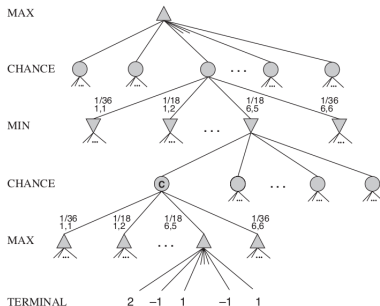 MAX
CHANCE
... ... ... ... ... ...
1/36 1/18 1/18 1/36
1,1 1,2 6,5 6,6
MIN
... ... ... ... ...
CHANCE
C
... ... ... ...
1/36 1/18 1/18 1/36
1,1 1,2 6,5 6,6
MAX
... ... ... ...
TERMINAL 2 –1 1 –1 1